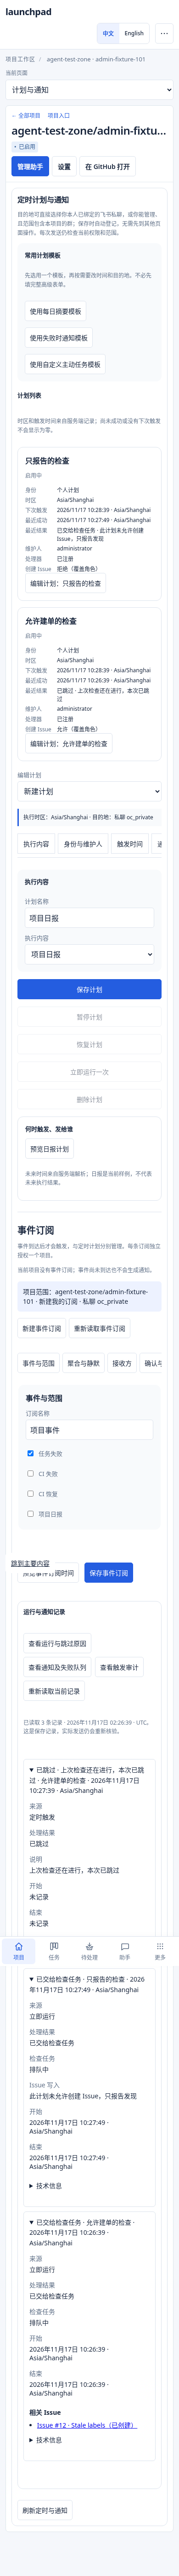 launchpad
中文 English ···
项目工作区 / agent-test-zone · admin-fixture-101
当前页面
计划与通知
← 全部项目 项目入口
agent-test-zone/admin-fixtu...
• 已启用
管理助手 设置 在 GitHub 打开
定时计划与通知
目的地可直接选择你本人已绑定的飞书私聊，或你能管理、
且范围包含本项目的群；保存时自动登记，无需先到其他页
面操作。每次发送仍检查当前权限和范围。
常用计划模板
先选用一个模板，再按需要改时间和目的地。不必先
填写完整高级表单。
使用每日摘要模板
使用失败时通知模板
使用自定义主动任务模板
计划列表
时区和触发时间来自服务端记录；尚未成功或没有下次触发
不会显示为零。
只报告的检查
启用中
身份 个人计划
时区 Asia/Shanghai
下次触发 2026/11/17 10:28:39 · Asia/Shanghai
最近成功 2026/11/17 10:27:49 · Asia/Shanghai
最近结果 已交给检查任务 · 此计划未允许创建
Issue，只报告发现
维护人 administrator
处理器 已注册
创建 Issue 拒绝（覆盖角色）
编辑计划：只报告的检查
允许建单的检查
启用中
身份 个人计划
时区 Asia/Shanghai
下次触发 2026/11/17 10:28:39 · Asia/Shanghai
最近成功 2026/11/17 10:26:39 · Asia/Shanghai
最近结果 已跳过 · 上次检查还在进行，本次已跳
过
维护人 administrator
处理器 已注册
创建 Issue 允许（覆盖角色）
编辑计划：允许建单的检查
编辑计划
新建计划
执行时区：Asia/Shanghai · 目的地：私聊 oc_private
执行内容 身份与维护人 触发时间
执行内容
计划名称
项目日报
执行内容
项目日报
保存计划
暂停计划
恢复计划
立即运行一次
删除计划
何时触发、发给谁
预览日报计划
未来时间来自服务端解析；日报是当前样例，不代表
未来执行结果。
事件订阅
事件到达后才会触发，与定时计划分别管理。每条订阅独立
授权一个项目。
当前项目没有事件订阅；事件尚未到达也不会生成通知。
项目范围：agent-test-zone/admin-fixture-
101 · 新建我的订阅 · 私聊 oc_private
新建事件订阅 重新读取事件订阅
事件与范围 聚合与静默 接收方 确认与
事件与范围
订阅名称
项目事件
任务失败
CI 失败
CI 恢复
项目日报
跳到主要内容
阅时间 保存事件订阅
运行与通知记录
查看运行与跳过原因
查看通知及失败队列 查看触发审计
重新读取当前记录
已读取 3 条记录 · 2026年11月17日 02:26:39 · UTC。
这里保存记录，实际发送仍会重新核验。
▼ 已跳过 · 上次检查还在进行，本次已跳
过 · 允许建单的检查 · 2026年11月17日
10:27:39 · Asia/Shanghai
来源
定时触发
处理结果
已跳过
说明
上次检查还在进行，本次已跳过
开始
未记录
结束
未记录
项目 任务 待处理 助手 更多
▼ 已交给检查任务 · 只报告的检查 · 2026
年11月17日 10:27:49 · Asia/Shanghai
来源
立即运行
处理结果
已交给检查任务
检查任务
排队中
Issue 写入
此计划未允许创建 Issue，只报告发现
开始
2026年11月17日 10:27:49 ·
Asia/Shanghai
结束
2026年11月17日 10:27:49 ·
Asia/Shanghai
▶ 技术信息
▼ 已交给检查任务 · 允许建单的检查 ·
2026年11月17日 10:26:39 ·
Asia/Shanghai
来源
立即运行
处理结果
已交给检查任务
检查任务
排队中
开始
2026年11月17日 10:26:39 ·
Asia/Shanghai
结束
2026年11月17日 10:26:39 ·
Asia/Shanghai
相关 Issue
• Issue #12 · Stale labels（已创建）
▶ 技术信息
刷新定时与通知